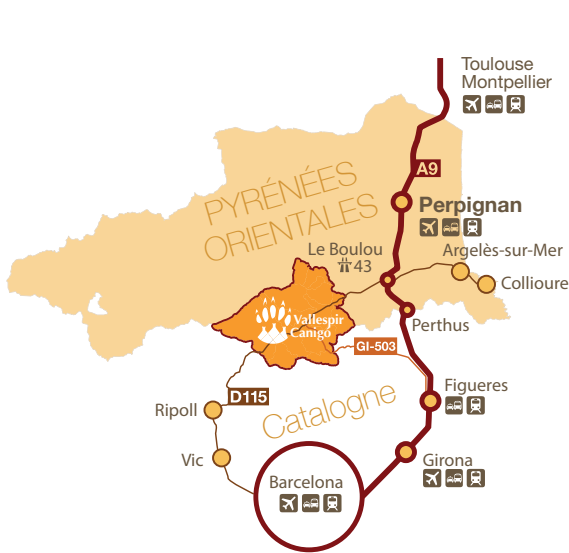 Toulouse
Montpellier
A9
PYRÉNÉES
ORIENTALES
Perpignan
Le Boulou
43
Argelès-sur-Mer
Collioure
Vallespir
Canigó
Perthus
GI-503
D115
Catalogne
Figueres
Ripoll
Vic
Girona
Barcelona